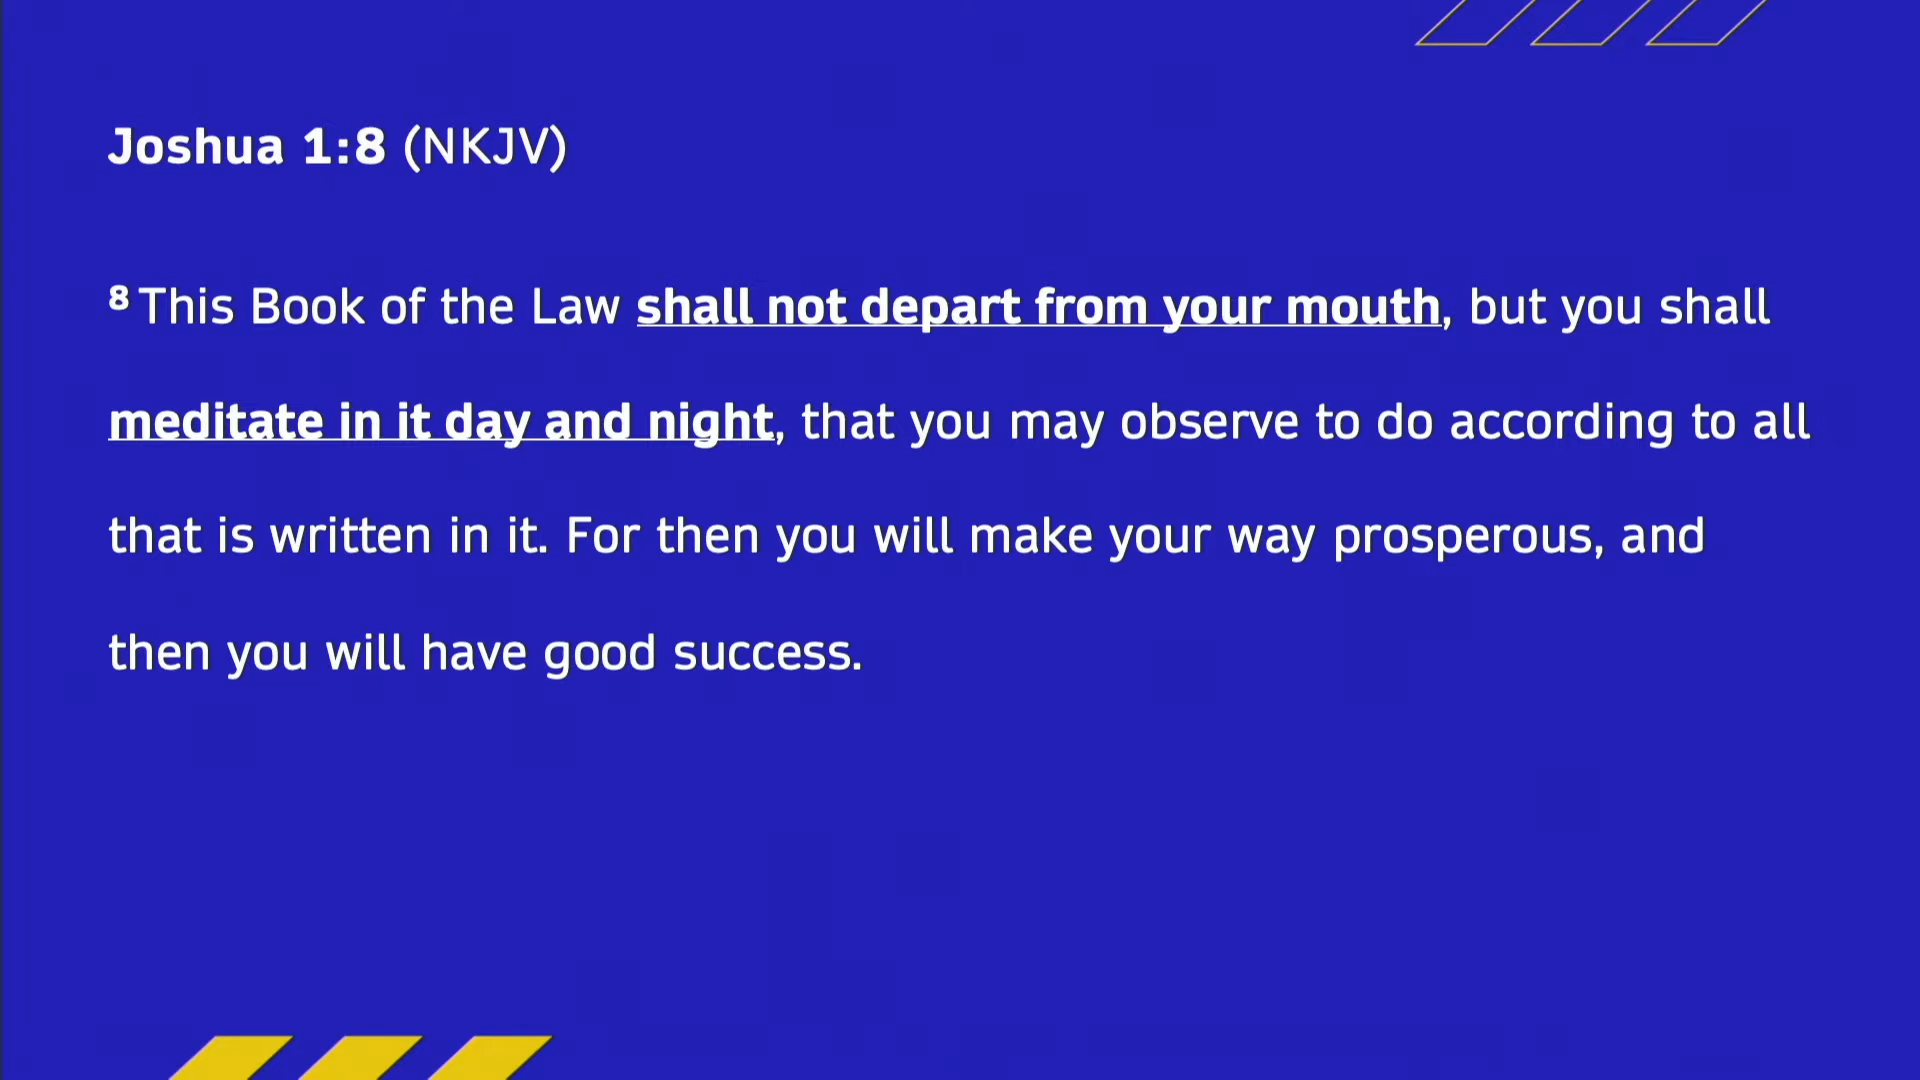 Joshua 1:8 (NKJV)
8 This Book of the Law shall not depart from your mouth, but you shall
meditate in it day and night, that you may observe to do according to all
that is written in it. For then you will make your way prosperous, and
then you will have good success.